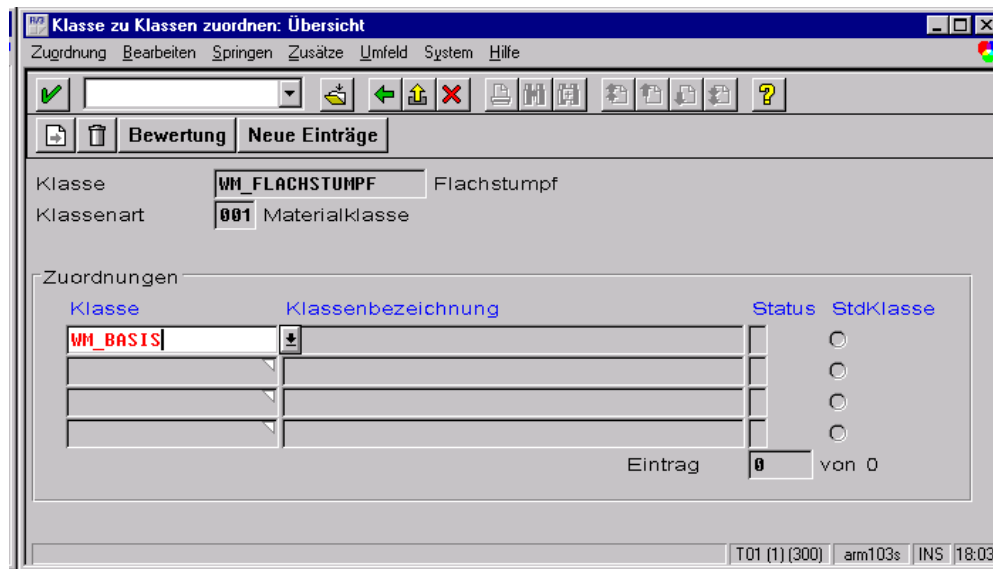 R/3 Klasse zu Klassen zuordnen: Übersicht
Zuordnung Bearbeiten Springen Zusätze Umfeld System Hilfe
Bewertung Neue Einträge
Klasse WM_FLACHSTUMPF Flachstumpf
Klassenart 001 Materialklasse
Zuordnungen
Klasse Klassenbezeichnung Status StdKlasse
WM_BASIS
Eintrag 0 von 0
T01 (1) (300) arm103s INS 18:03